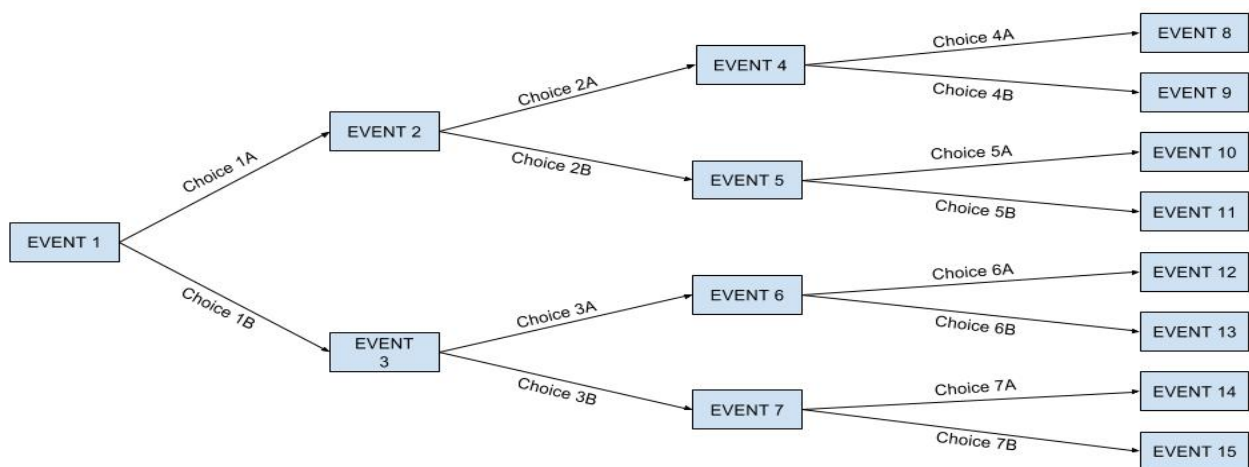 EVENT 1
Choice 1A
Choice 1B
EVENT 2
EVENT
3
Choice 2A
Choice 2B
Choice 3A
Choice 3B
EVENT 4
EVENT 5
EVENT 6
EVENT 7
Choice 4A
Choice 4B
Choice 5A
Choice 5B
Choice 6A
Choice 6B
Choice 7A
Choice 7B
EVENT 8
EVENT 9
EVENT 10
EVENT 11
EVENT 12
EVENT 13
EVENT 14
EVENT 15